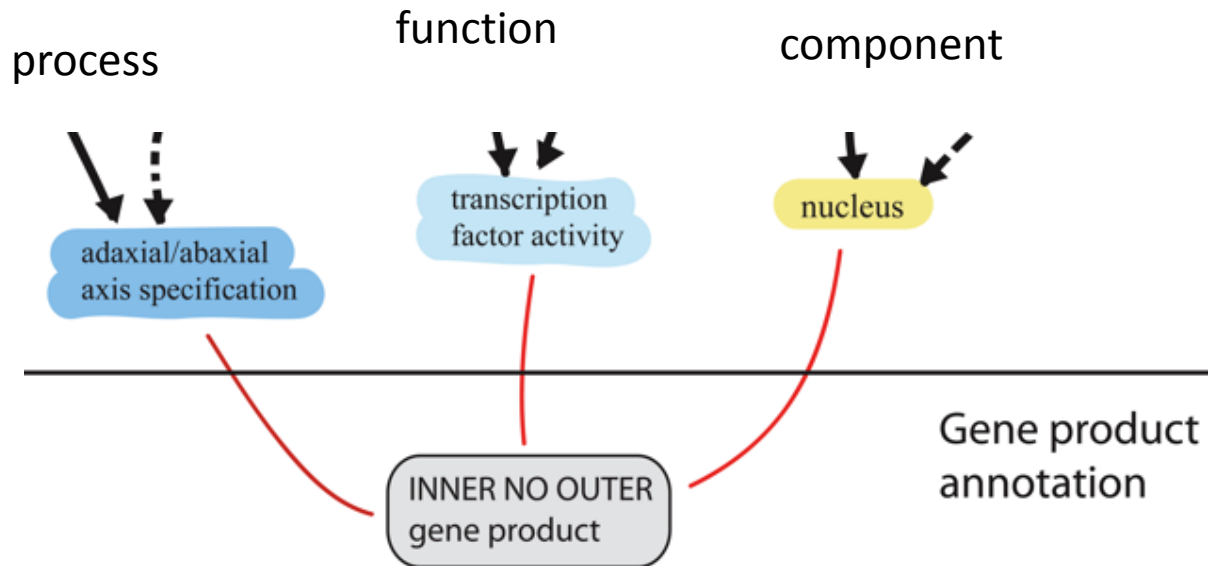 process
function
component
adaxial/abaxial
axis specification
transcription
factor activity
nucleus
INNER NO OUTER
gene product
Gene product
annotation